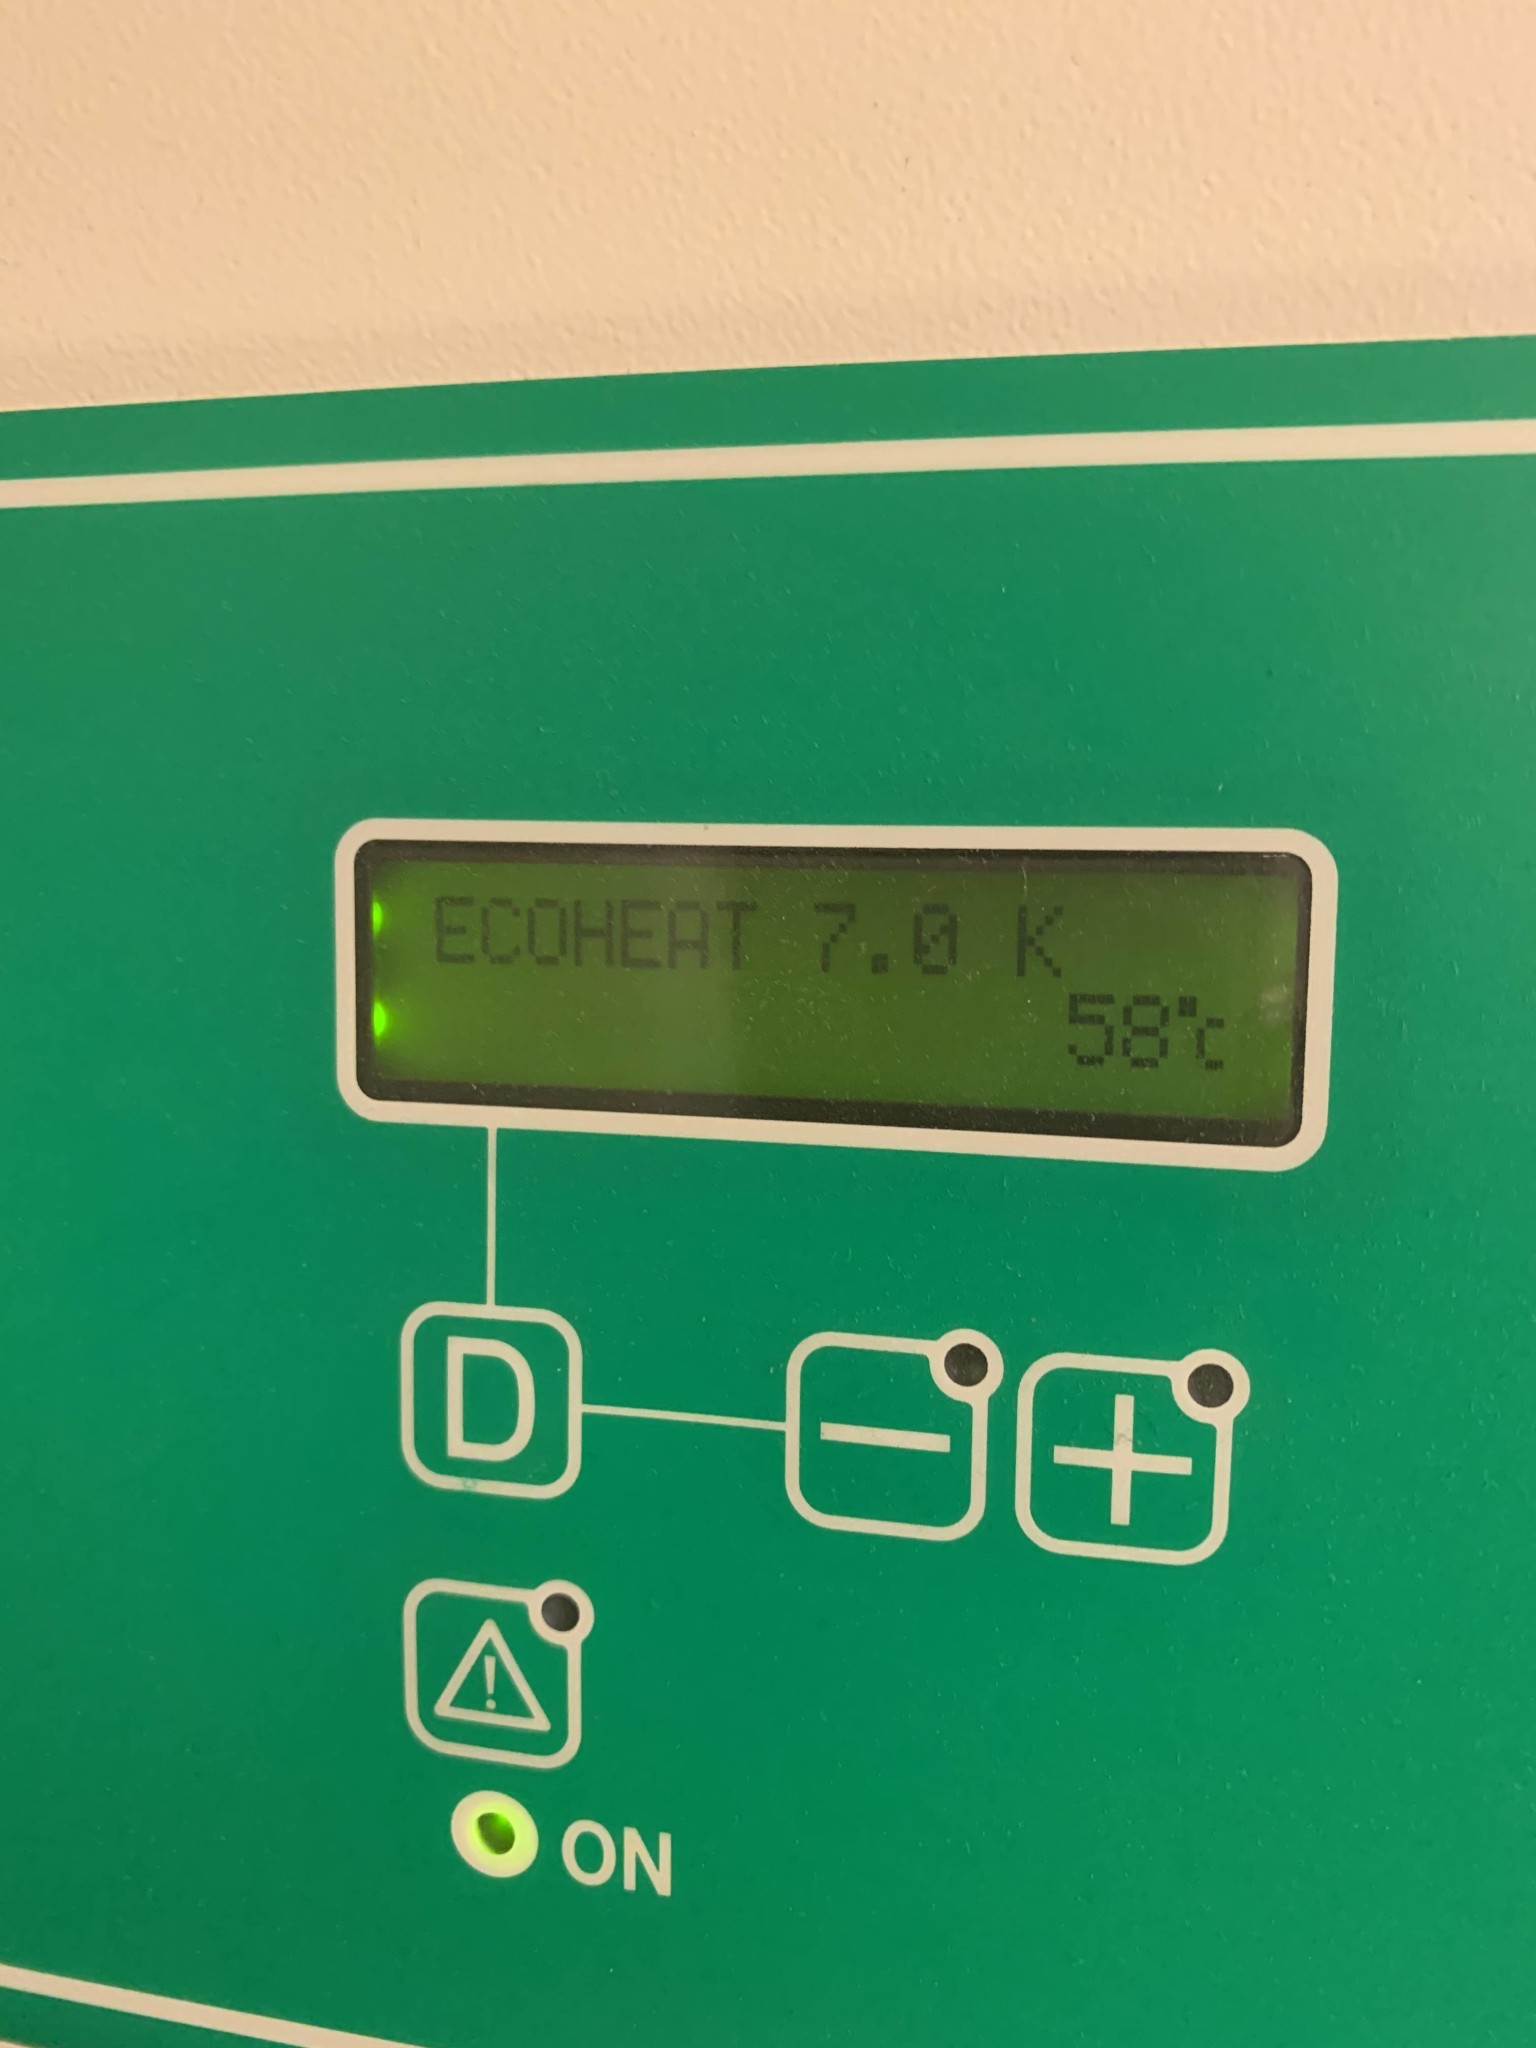 ECOHEAT 7.0 K
58°C
D
− +
!
ON